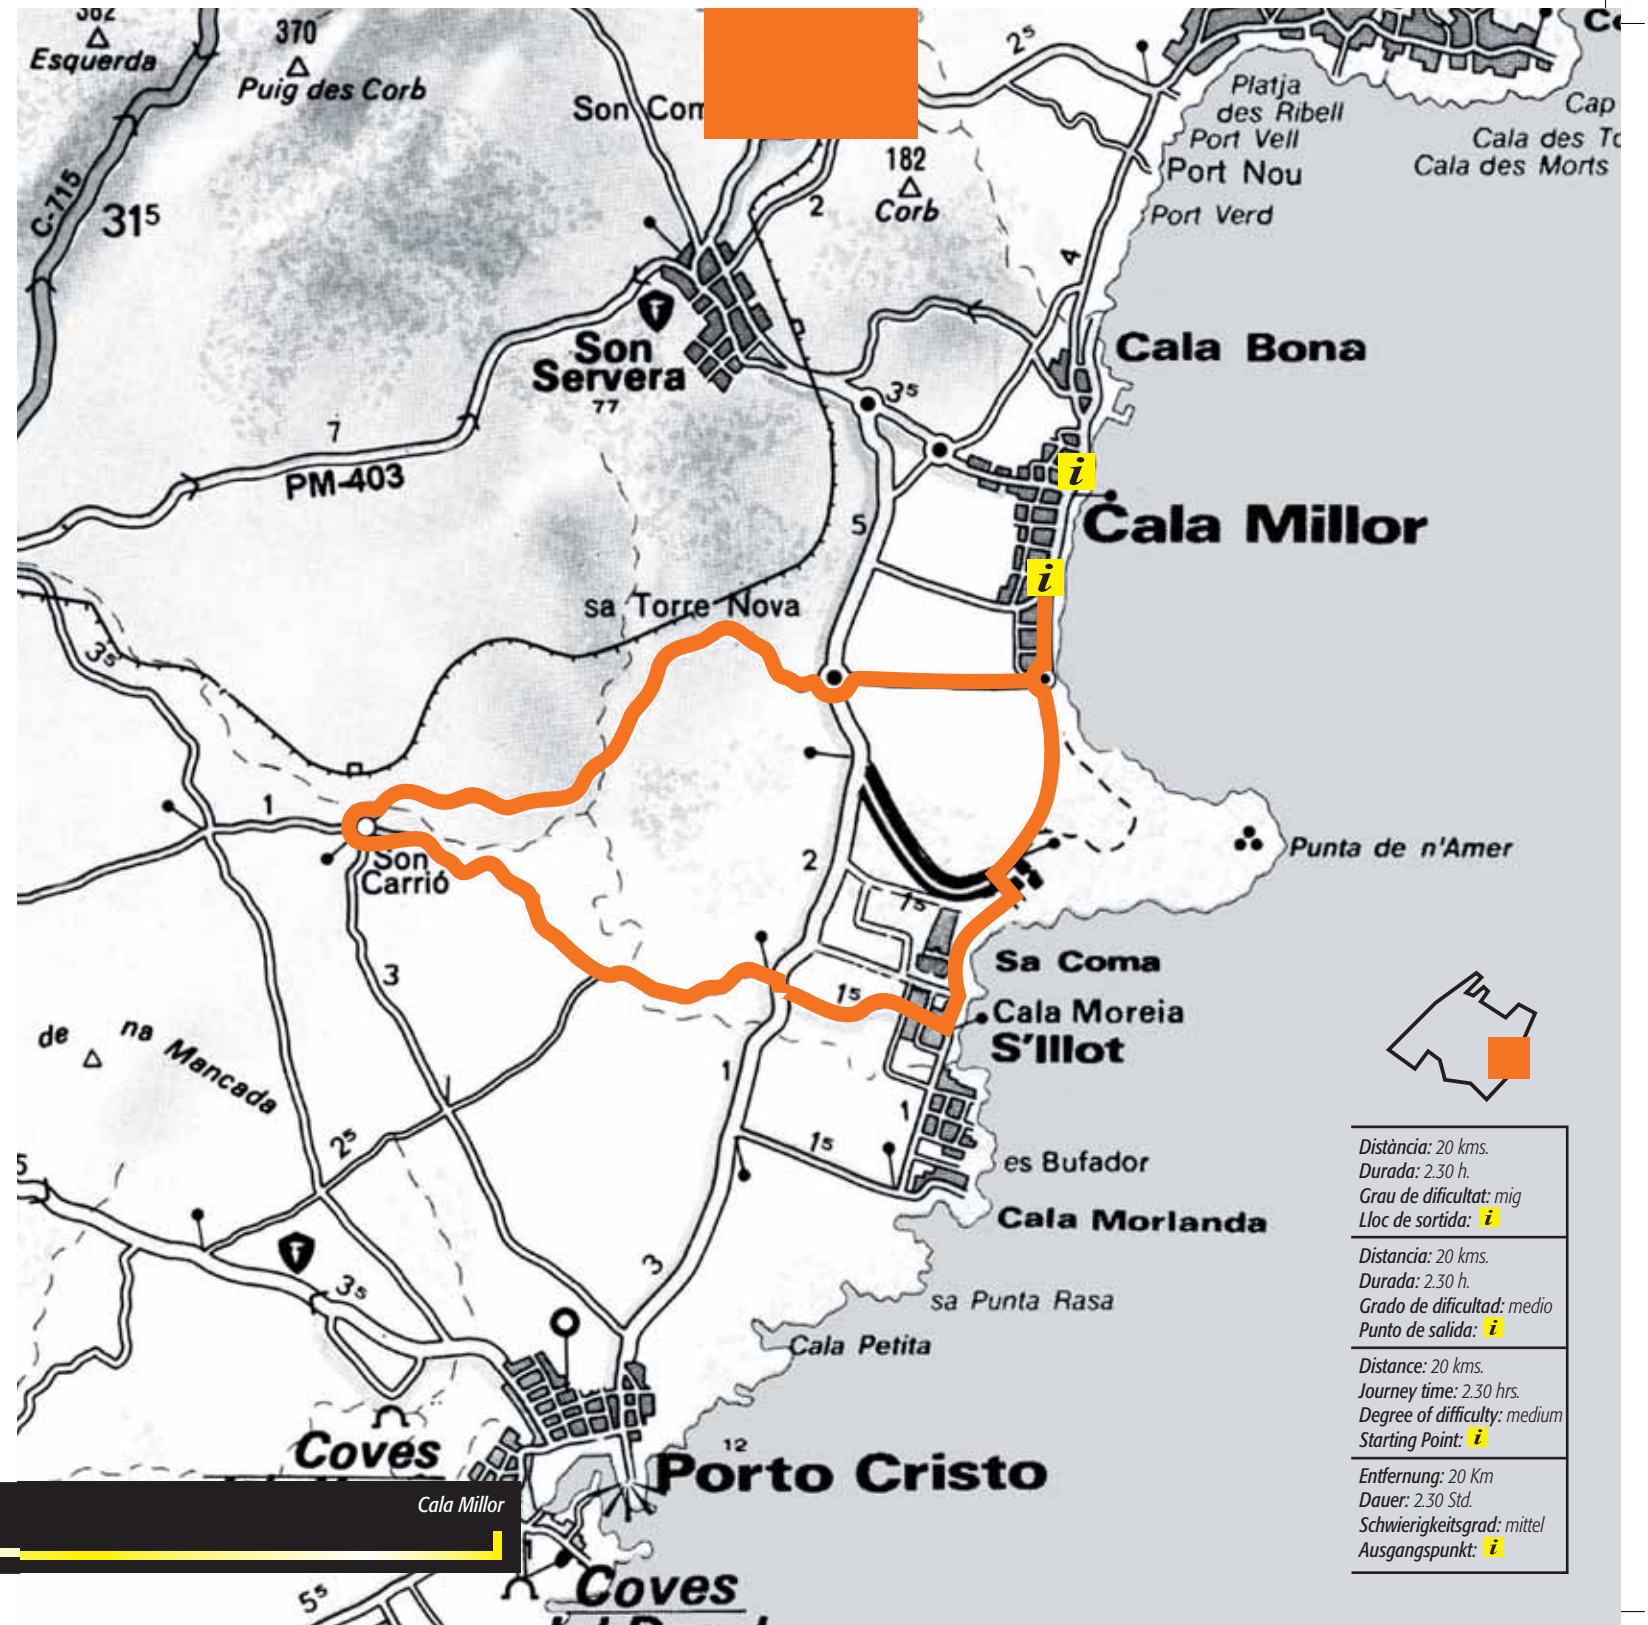 382
370
Esquerda
Puig des Corb
Son Com
2⁵
Platja
des Ribell
Port Vell
Port Nou
Port Verd
Cap
Cala des Morts
C-715
31⁵
182
Corb
2
4
Son
Servera
77
Cala Bona
3⁵
7
PM-403
i
Cala Millor
5
i
sa Torre Nova
3⁵
1
Son
Carrió
2
Punta de n'Amer
1⁵
Sa Coma
3
1⁵
Cala Moreia
S'Illot
de na Mancada
1
1
1⁵
2⁵
es Bufador
5
Cala Morlanda
3
3⁵
sa Punta Rasa
Cala Petita
Coves
12
Porto Cristo
Cala Millor
Coves
5⁵
Distància: 20 kms.
Durada: 2.30 h.
Grau de dificultat: mig
Lloc de sortida: i
Distancia: 20 kms.
Durada: 2.30 h.
Grado de dificultad: medio
Punto de salida: i
Distance: 20 kms.
Journey time: 2.30 hrs.
Degree of difficulty: medium
Starting Point: i
Entfernung: 20 Km
Dauer: 2.30 Std.
Schwierigkeitsgrad: mittel
Ausgangspunkt: i